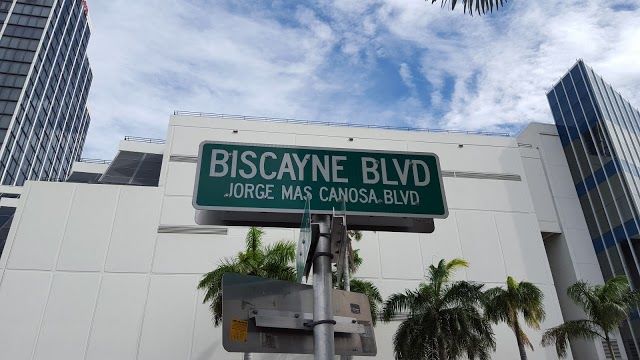 BISCAYNE BLVD
JORGE MAS CANOSA BLVD